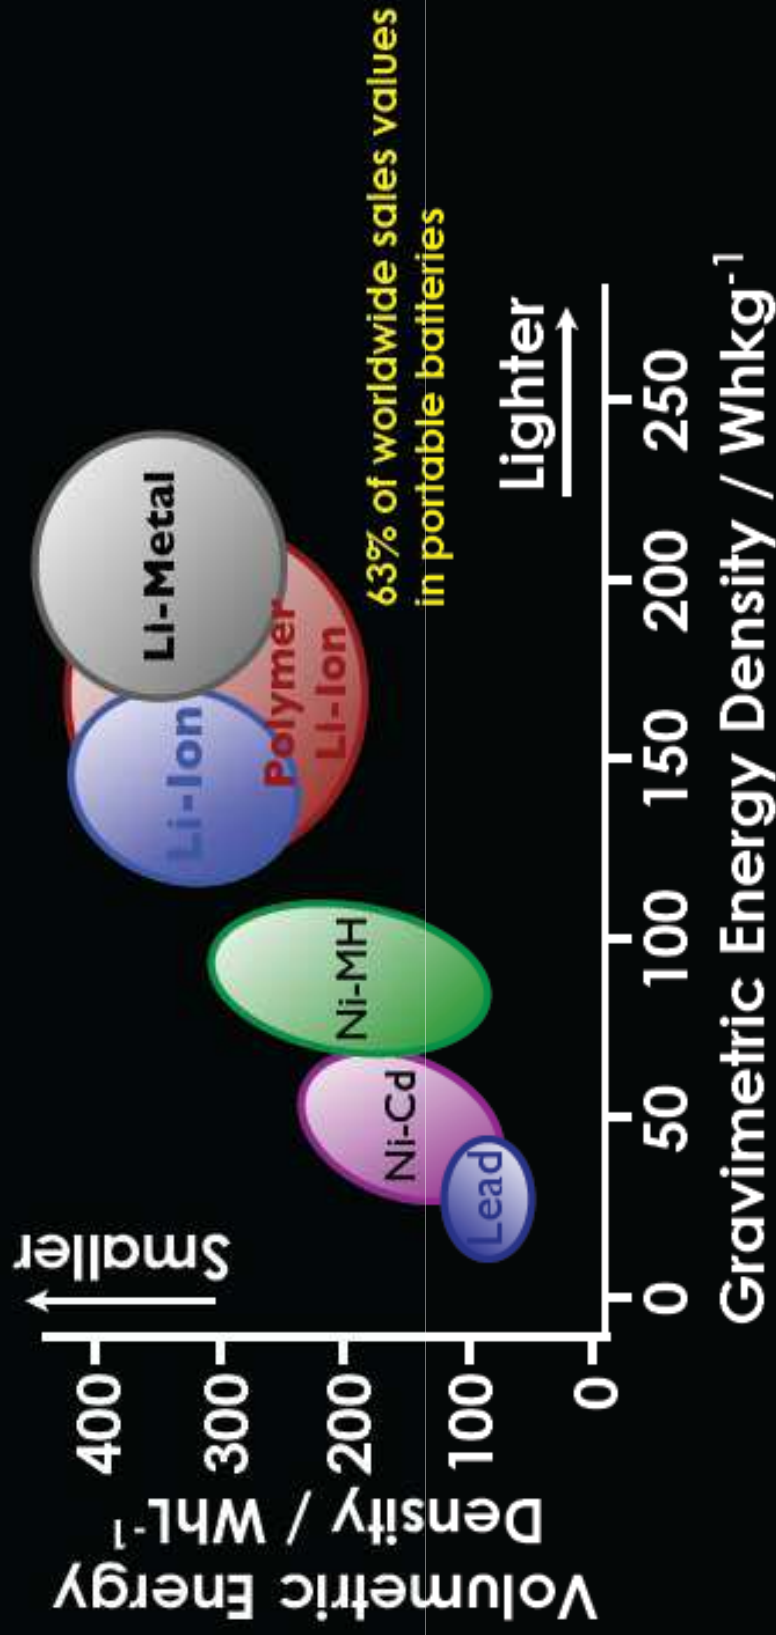 Volumetric Energy
Density / WhL-1
400
300
200
100
0
Smaller
Lead
Ni-Cd
Ni-MH
Li-Ion
Polymer
Li-Ion
Li-Metal
63% of worldwide sales values
in portable batteries
Lighter
0
50
100
150
200
250
Gravimetric Energy Density / Whkg-1